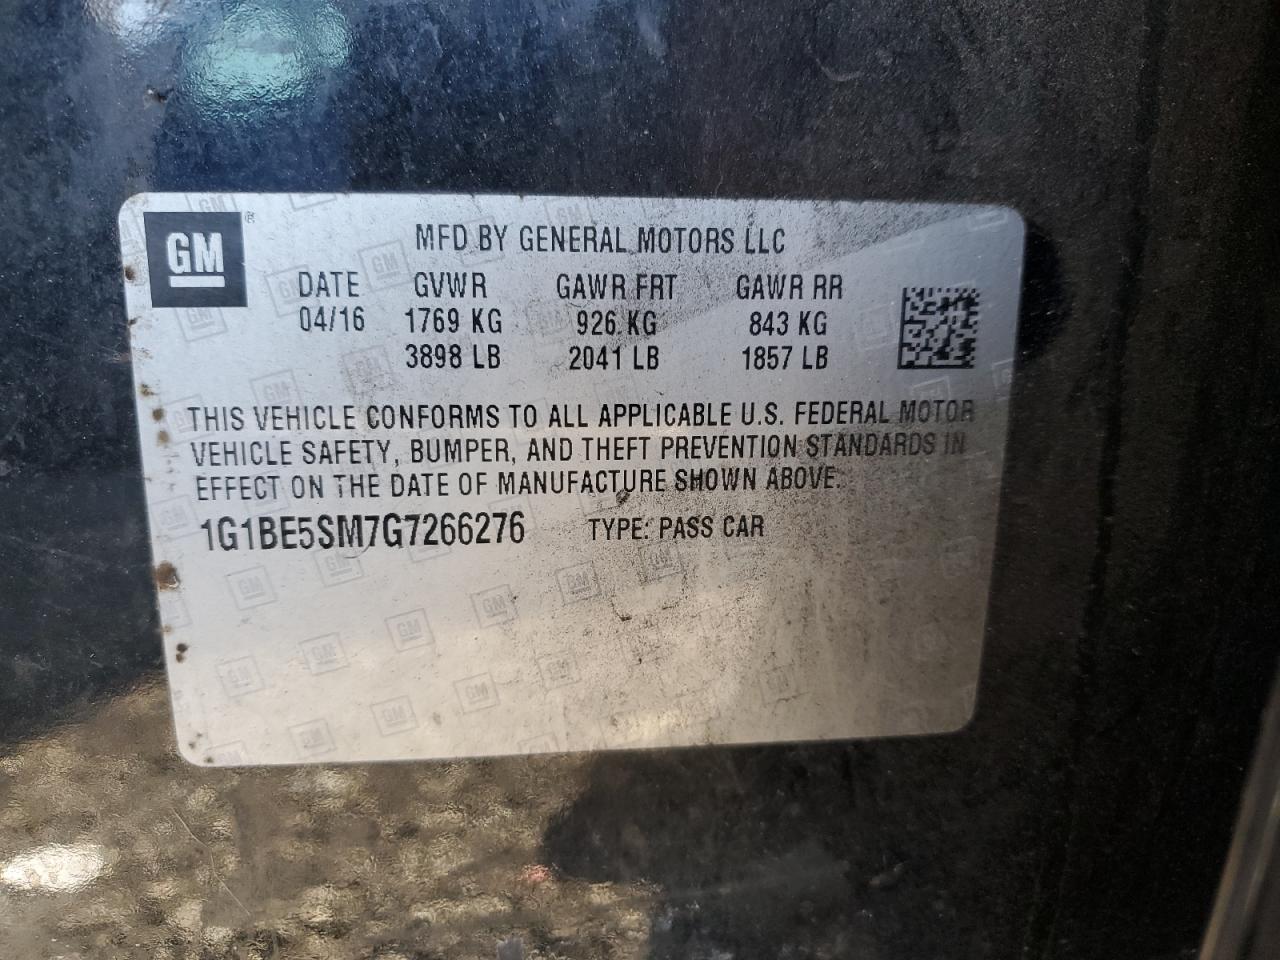 GM ®
MFD BY GENERAL MOTORS LLC
DATE GVWR GAWR FRT GAWR RR
04/16 1769 KG 926 KG 843 KG
3898 LB 2041 LB 1857 LB
THIS VEHICLE CONFORMS TO ALL APPLICABLE U.S. FEDERAL MOTOR
VEHICLE SAFETY, BUMPER, AND THEFT PREVENTION STANDARDS IN
EFFECT ON THE DATE OF MANUFACTURE SHOWN ABOVE.
1G1BE5SM7G7266276 TYPE: PASS CAR